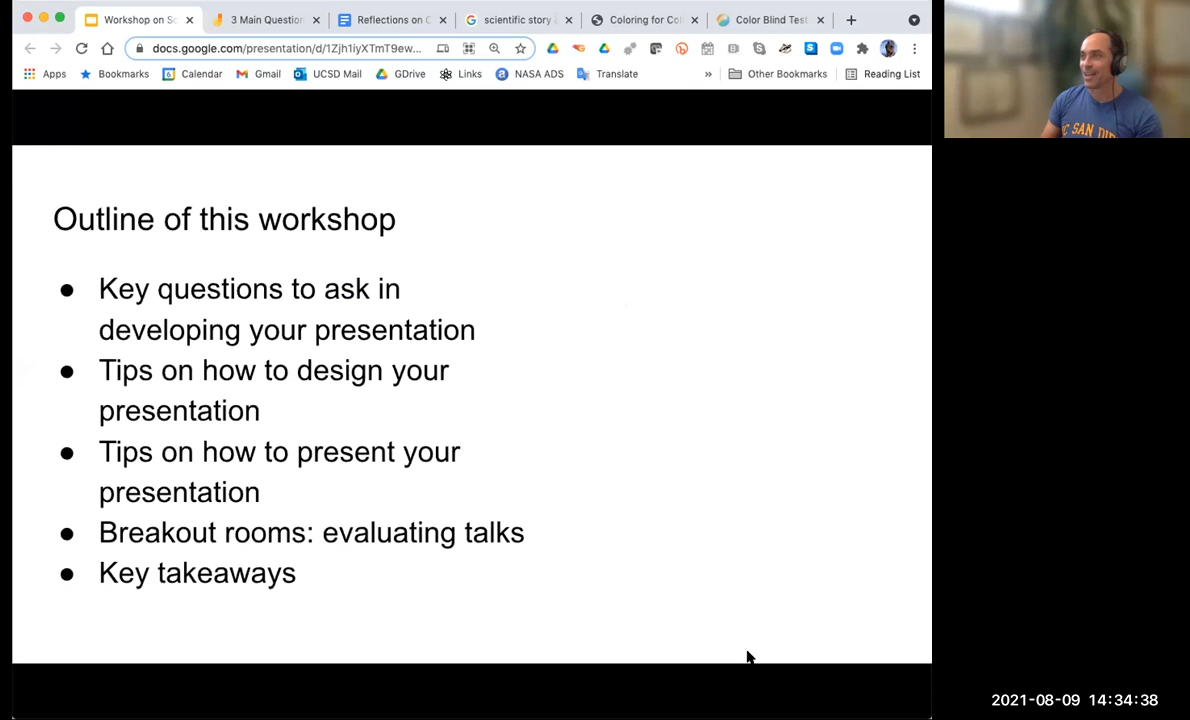 Workshop on Sc
3 Main Question
Reflections on C
scientific story
Coloring for Col
Color Blind Test
docs.google.com/presentation/d/1Zjh1iyXTmT9ew...
Apps
Bookmarks
Calendar
Gmail
UCSD Mail
GDrive
Links
NASA ADS
Translate
»
Other Bookmarks
Reading List
SAN DI
Outline of this workshop
● Key questions to ask in
developing your presentation
● Tips on how to design your
presentation
● Tips on how to present your
presentation
● Breakout rooms: evaluating talks
● Key takeaways
2021-08-09 14:34:38